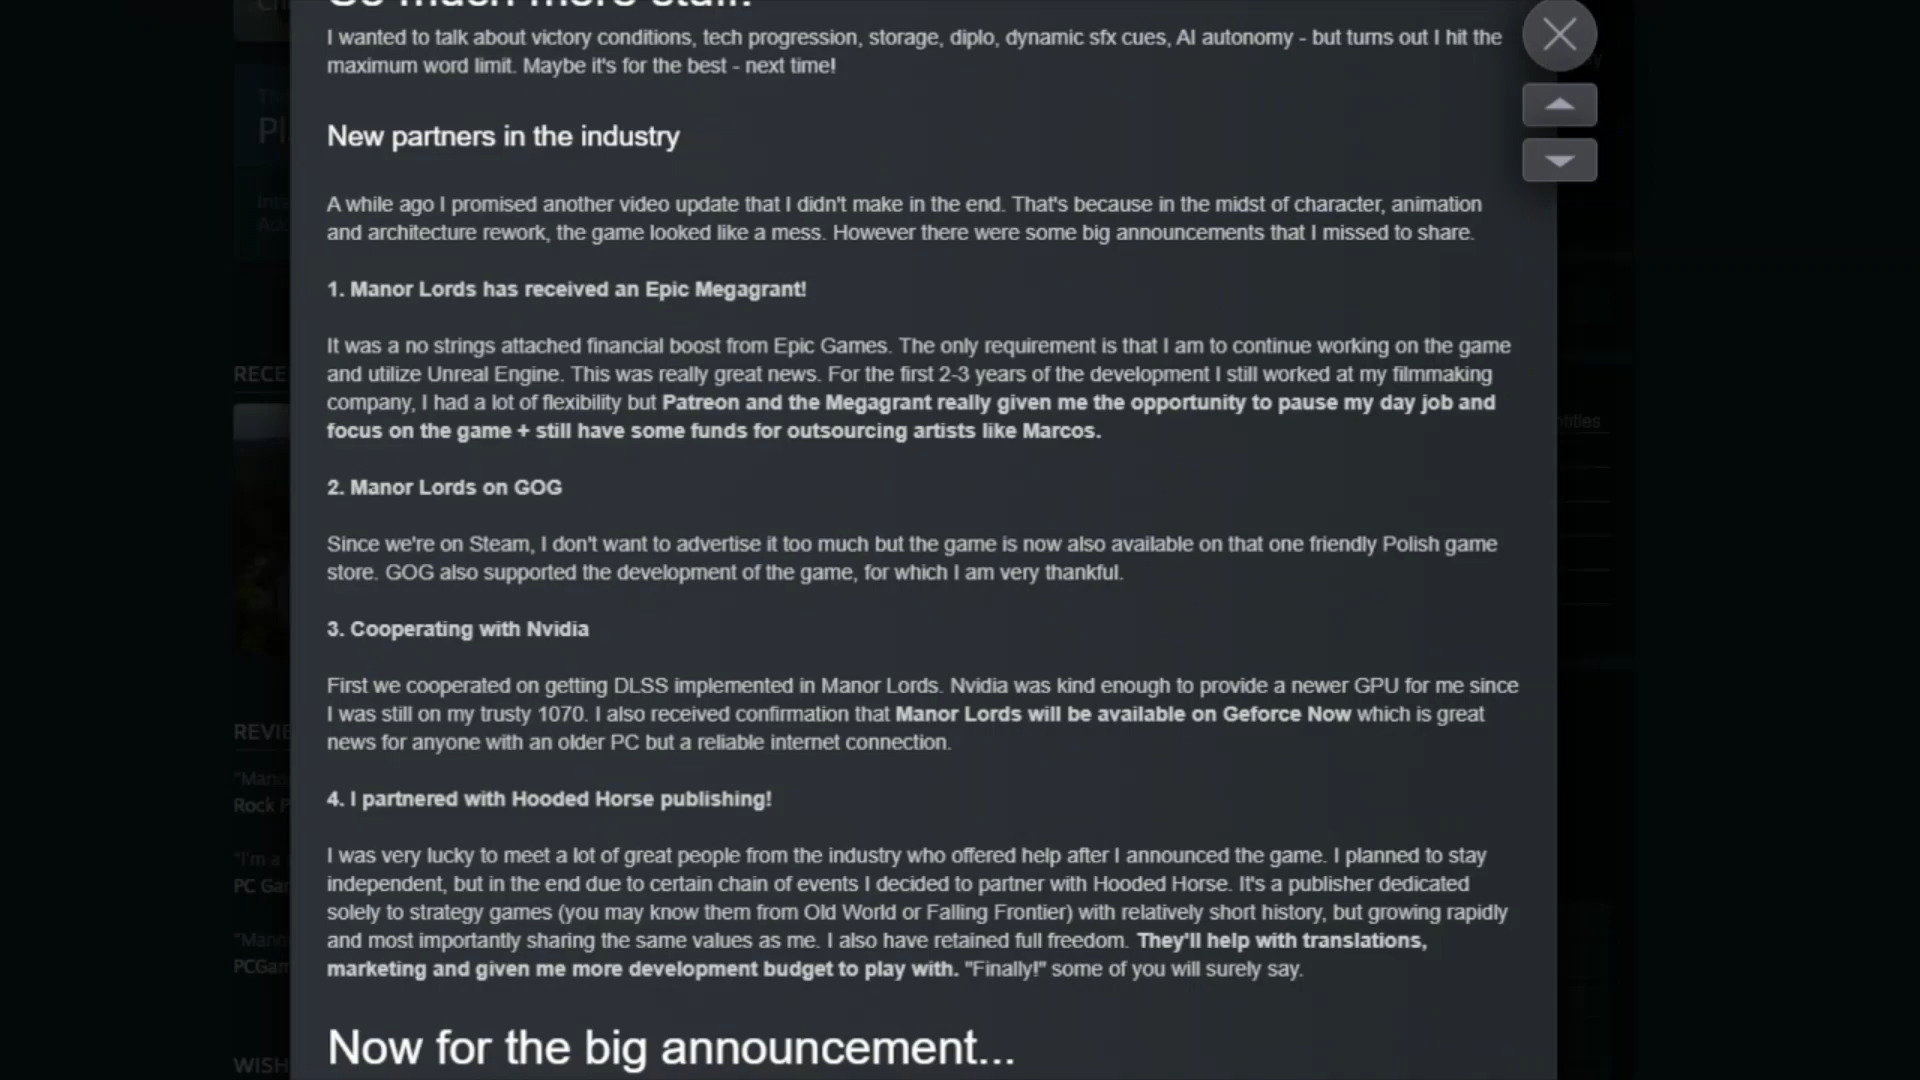 So much more stuff!
I wanted to talk about victory conditions, tech progression, storage, diplo, dynamic sfx cues, AI autonomy - but turns out I hit the
maximum word limit. Maybe it's for the best - next time!
New partners in the industry
A while ago I promised another video update that I didn't make in the end. That's because in the midst of character, animation
and architecture rework, the game looked like a mess. However there were some big announcements that I missed to share.
1. Manor Lords has received an Epic Megagrant!
It was a no strings attached financial boost from Epic Games. The only requirement is that I am to continue working on the game
and utilize Unreal Engine. This was really great news. For the first 2-3 years of the development I still worked at my filmmaking
company, I had a lot of flexibility but Patreon and the Megagrant really given me the opportunity to pause my day job and
focus on the game + still have some funds for outsourcing artists like Marcos.
2. Manor Lords on GOG
Since we're on Steam, I don't want to advertise it too much but the game is now also available on that one friendly Polish game
store. GOG also supported the development of the game, for which I am very thankful.
3. Cooperating with Nvidia
First we cooperated on getting DLSS implemented in Manor Lords. Nvidia was kind enough to provide a newer GPU for me since
I was still on my trusty 1070. I also received confirmation that Manor Lords will be available on Geforce Now which is great
news for anyone with an older PC but a reliable internet connection.
4. I partnered with Hooded Horse publishing!
I was very lucky to meet a lot of great people from the industry who offered help after I announced the game. I planned to stay
independent, but in the end due to certain chain of events I decided to partner with Hooded Horse. It's a publisher dedicated
solely to strategy games (you may know them from Old World or Falling Frontier) with relatively short history, but growing rapidly
and most importantly sharing the same values as me. I also have retained full freedom. They'll help with translations,
marketing and given me more development budget to play with. "Finally!" some of you will surely say.
Now for the big announcement...
RECE
REVIE
"Mano
Rock P
"I'm a
PC Gar
"Mano
PCGam
WISH